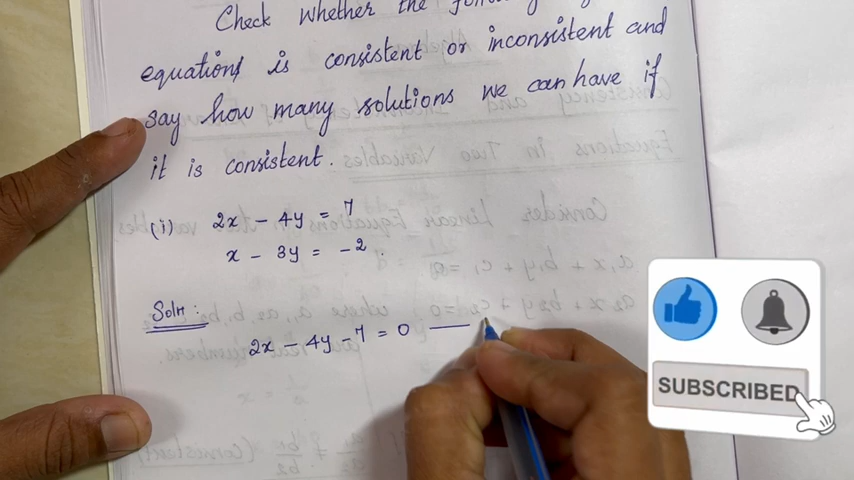 Check whether the following
equations is consistent or inconsistent and
say how many solutions we can have if
it is consistent.
(i) 2x - 4y = 7
x - 3y = -2.
Soln:
2x - 4y - 7 = 0 —
SUBSCRIBED